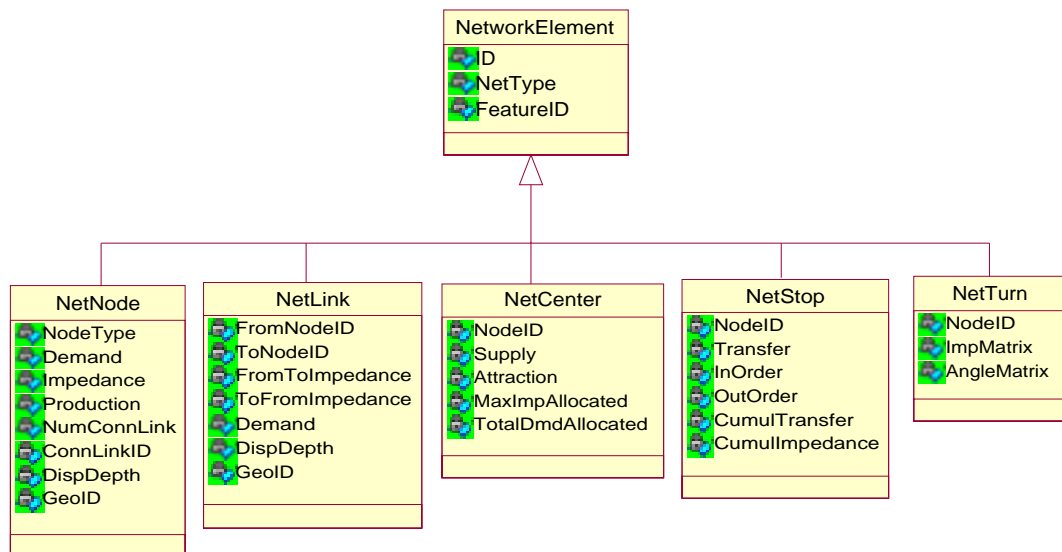 NetworkElement
ID
NetType
FeatureID
NetNode
NodeType
Demand
Impedance
Production
NumConnLink
ConnLinkID
DispDepth
GeoID
NetLink
FromNodeID
ToNodeID
FromToImpedance
ToFromImpedance
Demand
DispDepth
GeoID
NetCenter
NodeID
Supply
Attraction
MaxImpAllocated
TotalDmdAllocated
NetStop
NodeID
Transfer
InOrder
OutOrder
CumulTransfer
CumulImpedance
NetTurn
NodeID
ImpMatrix
AngleMatrix